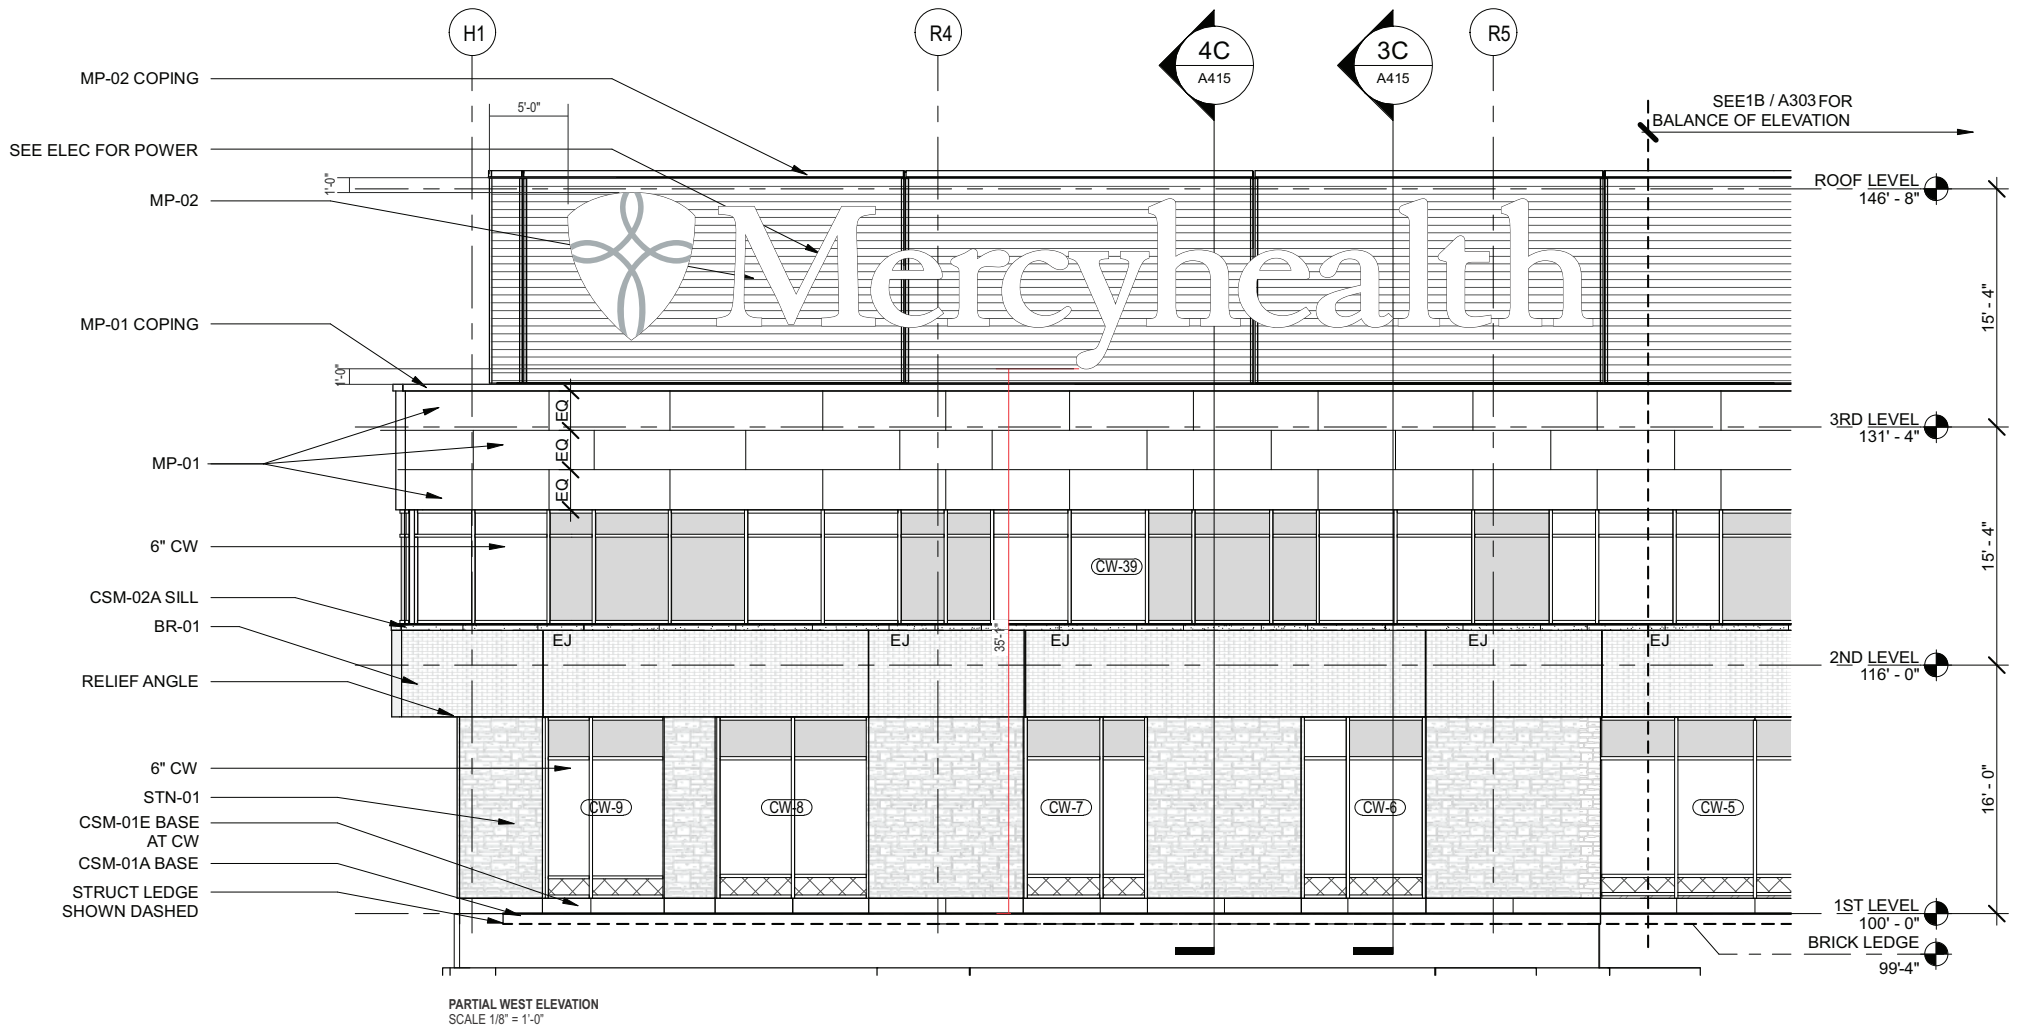 H1
R4
4C
A415
3C
A415
R5
MP-02 COPING
5'-0"
SEE1B / A303 FOR
BALANCE OF ELEVATION
SEE ELEC FOR POWER
1'-0"
ROOF LEVEL
146' - 8"
MP-02
Mercyhealth
15' - 4"
MP-01 COPING
1'-0"
EQ
3RD LEVEL
131' - 4"
EQ
MP-01
EQ
6" CW
CW-39
15' - 4"
CSM-02A SILL
BR-01
EJ
EJ
EJ
EJ
EJ
35'-1"
2ND LEVEL
116' - 0"
RELIEF ANGLE
6" CW
STN-01
CW-9
CW-8
CW-7
CW-6
CW-5
16' - 0"
CSM-01E BASE
AT CW
CSM-01A BASE
STRUCT LEDGE
SHOWN DASHED
1ST LEVEL
100' - 0"
BRICK LEDGE
99'-4"
PARTIAL WEST ELEVATION
SCALE 1/8" = 1'-0"